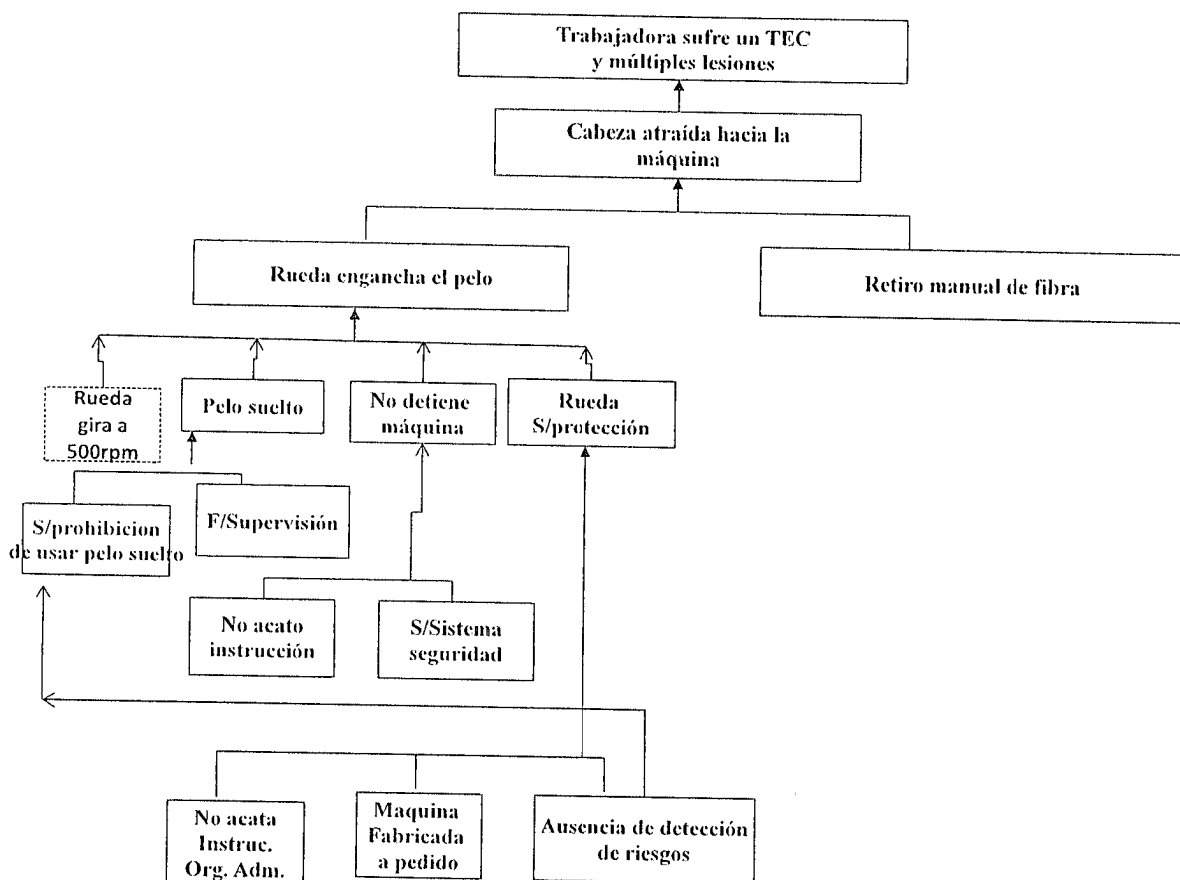 Trabajadora sufre un TEC
y múltiples lesiones
Cabeza atraída hacia la
máquina
Rueda engancha el pelo
Retiro manual de fibra
Rueda
gira a
500rpm
Pelo suelto
No detiene
máquina
Rueda
S/protección
S/prohibicion
de usar pelo suelto
F/Supervisión
No acato
instrucción
S/Sistema
seguridad
No acata
Instruc.
Org. Adm.
Maquina
Fabricada
a pedido
Ausencia de detección
de riesgos